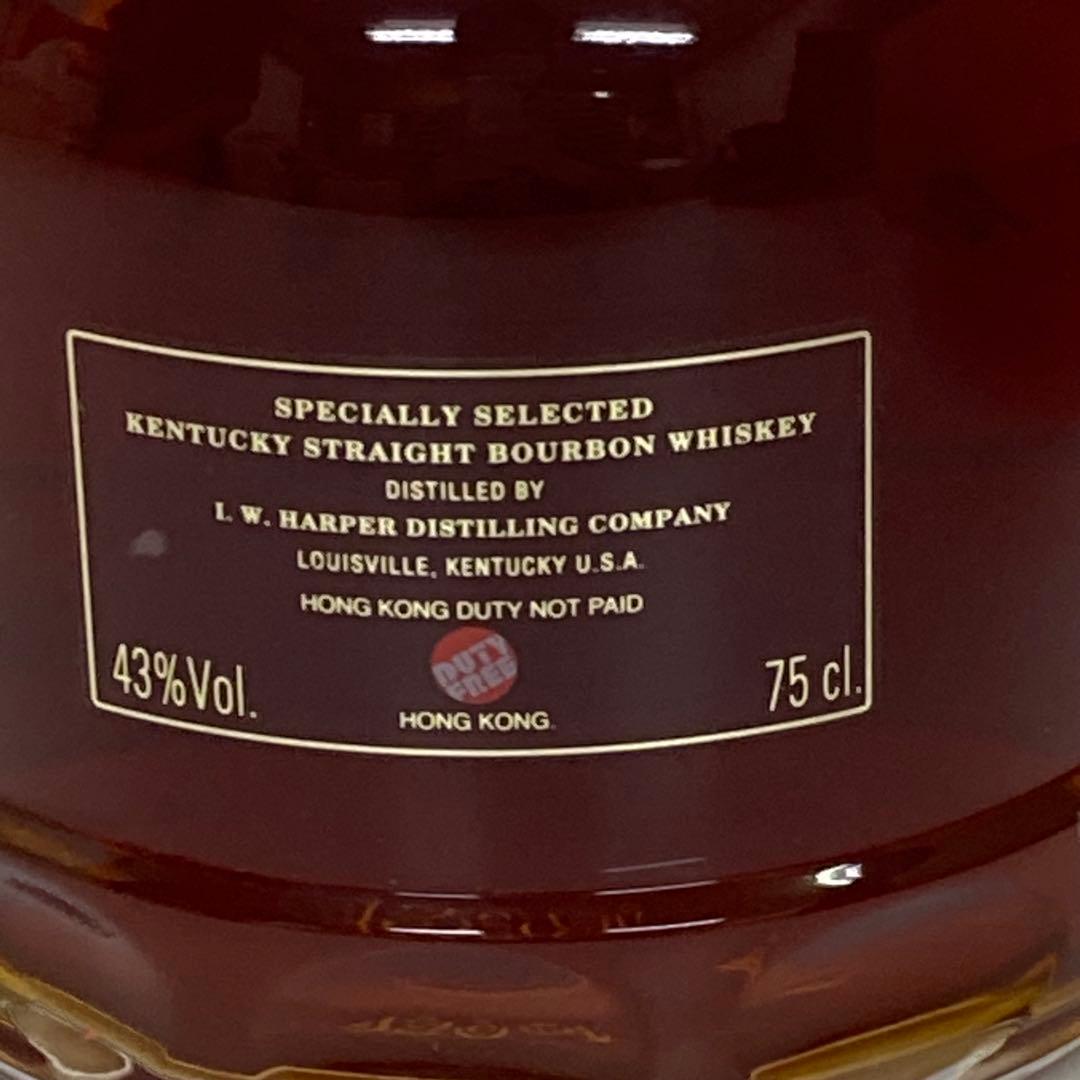 SPECIALLY SELECTED
KENTUCKY STRAIGHT BOURBON WHISKEY
DISTILLED BY
I. W. HARPER DISTILLING COMPANY
LOUISVILLE, KENTUCKY U.S.A.
HONG KONG DUTY NOT PAID
DUTY
FREE
HONG KONG.
43%Vol.
75 cl.